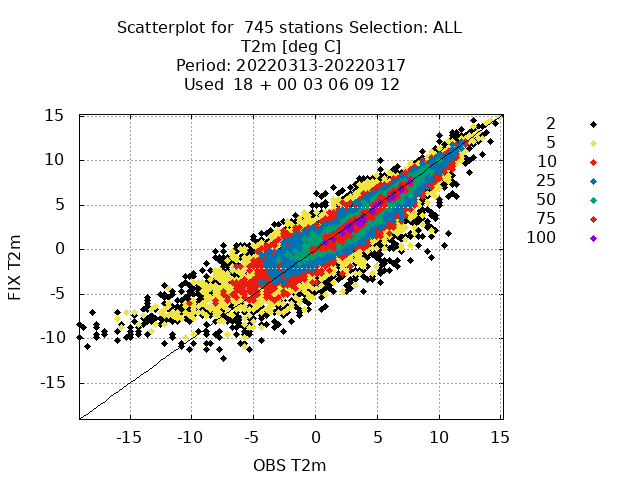 Scatterplot for  745 stations Selection: ALL
T2m [deg C]
Period: 20220313-20220317
Used  18 + 00 03 06 09 12
15
10
5
0
-5
-10
-15
FIX T2m
-15 -10 -5 0 5 10 15
OBS T2m
2
5
10
25
50
75
100